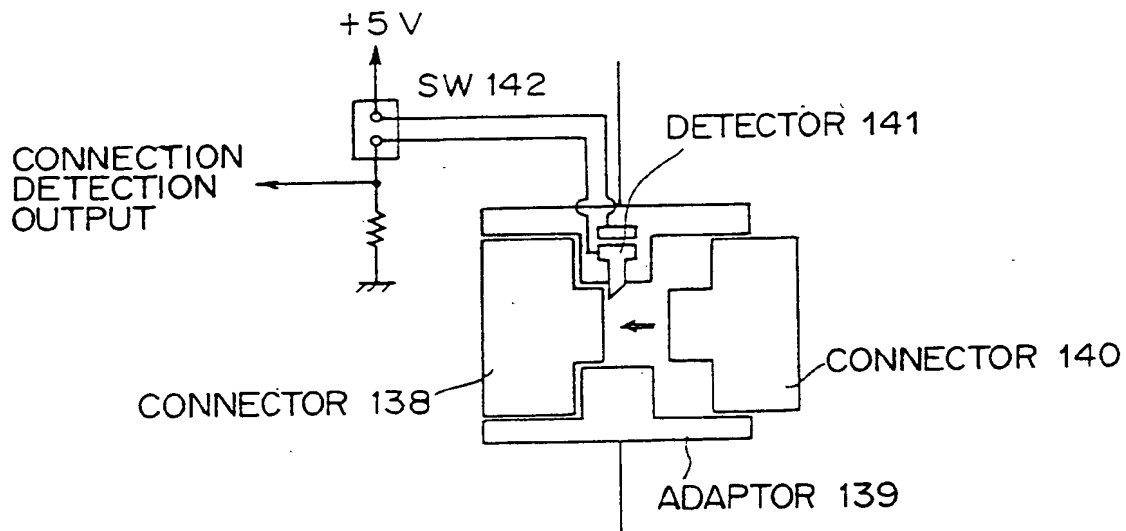 +5 V
SW 142
DETECTOR 141
CONNECTION
DETECTION
OUTPUT
CONNECTOR 140
CONNECTOR 138
ADAPTOR 139